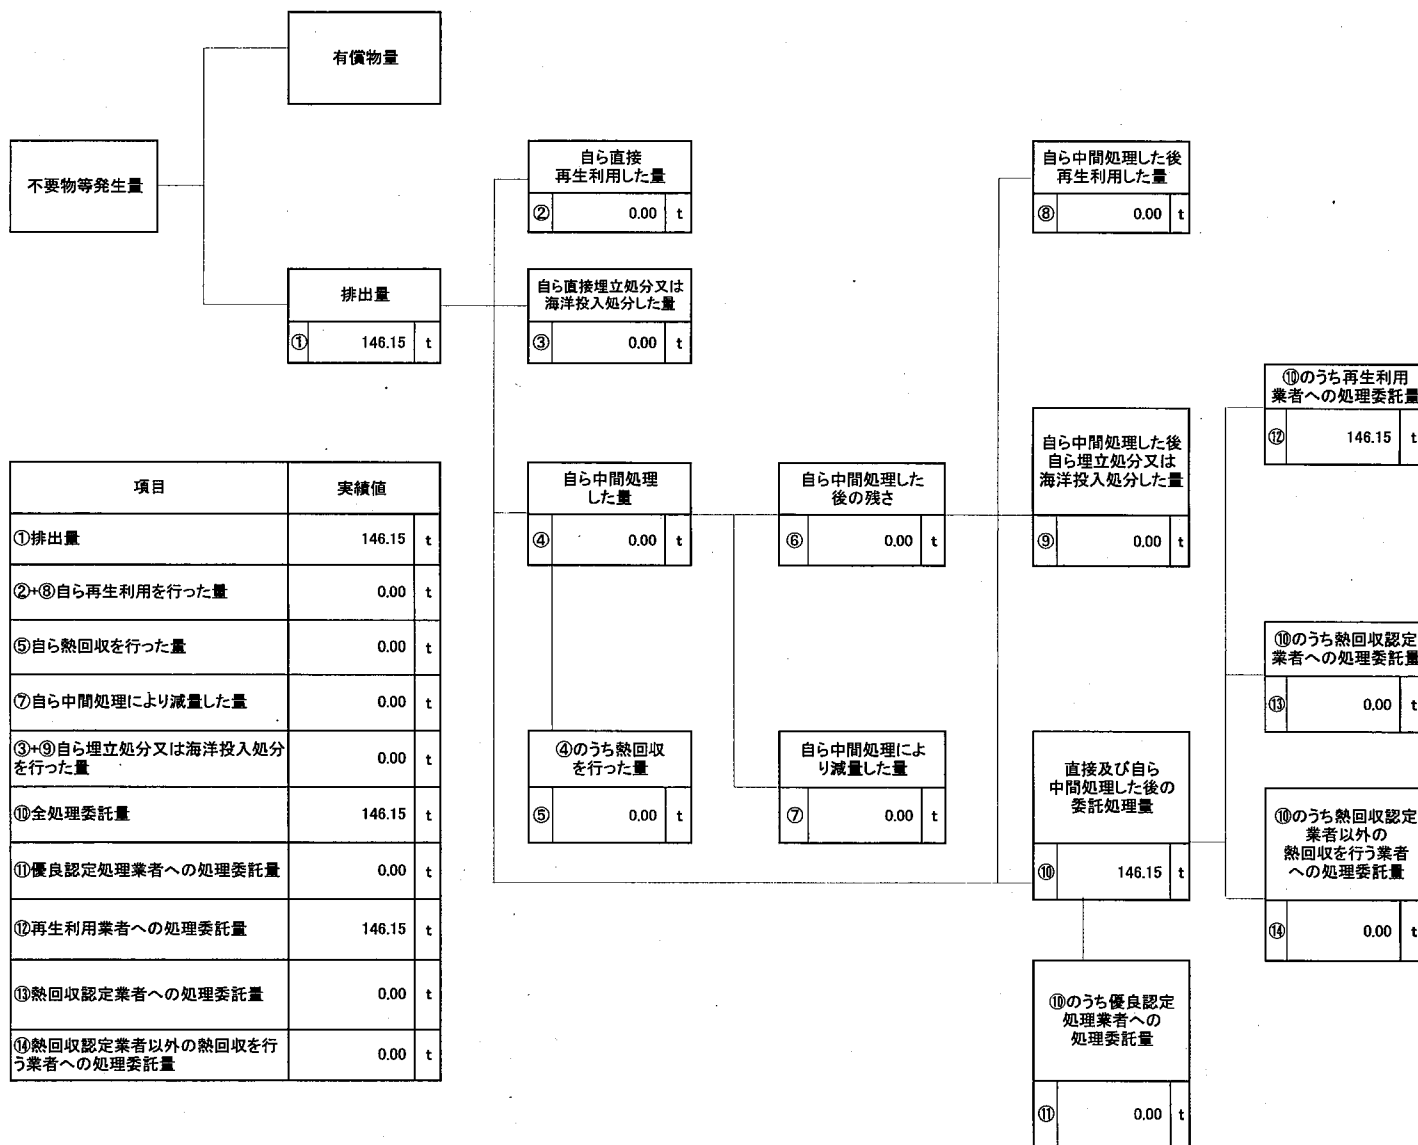 有償物量
不要物等発生量
排出量
① 146.15 t
自ら直接
再生利用した量
② 0.00 t
自ら直接埋立処分又は
海洋投入処分した量
③ 0.00 t
自ら中間処理
した量
④ 0.00 t
④のうち熱回収
を行った量
⑤ 0.00 t
自ら中間処理した
後の残さ
⑥ 0.00 t
自ら中間処理によ
り減量した量
⑦ 0.00 t
自ら中間処理した後
再生利用した量
⑧ 0.00 t
自ら中間処理した後
自ら埋立処分又は
海洋投入処分した量
⑨ 0.00 t
直接及び自ら
中間処理した後の
委託処理量
⑩ 146.15 t
⑩のうち優良認定
処理業者への
処理委託量
⑪ 0.00 t
⑩のうち再生利用
業者への処理委託量
⑫ 146.15 t
⑩のうち熱回収認定
業者への処理委託量
⑬ 0.00 t
⑩のうち熱回収認定
業者以外の
熱回収を行う業者
への処理委託量
⑭ 0.00 t
項目 実績値
①排出量 146.15 t
②+⑧自ら再生利用を行った量 0.00 t
⑤自ら熱回収を行った量 0.00 t
⑦自ら中間処理により減量した量 0.00 t
③+⑨自ら埋立処分又は海洋投入処分
を行った量 0.00 t
⑩全処理委託量 146.15 t
⑪優良認定処理業者への処理委託量 0.00 t
⑫再生利用業者への処理委託量 146.15 t
⑬熱回収認定業者への処理委託量 0.00 t
⑭熱回収認定業者以外の熱回収を行
う業者への処理委託量 0.00 t